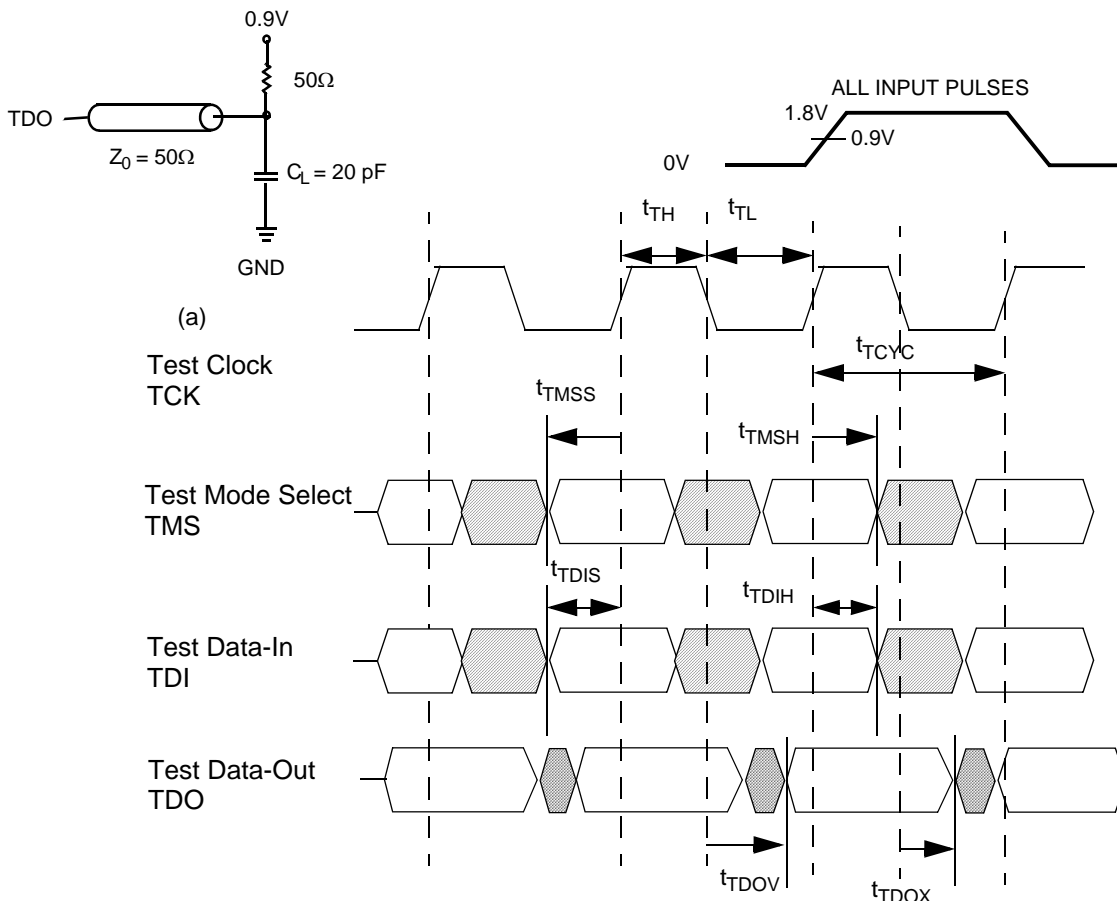 0.9V
50Ω
TDO
Z0 = 50Ω
CL = 20 pF
GND
(a)
ALL INPUT PULSES
1.8V
0.9V
0V
tTH
tTL
Test Clock
TCK
tTCYC
tTMSS
tTMSH
Test Mode Select
TMS
tTDIS
tTDIH
Test Data-In
TDI
Test Data-Out
TDO
tTDOV
tTDOX